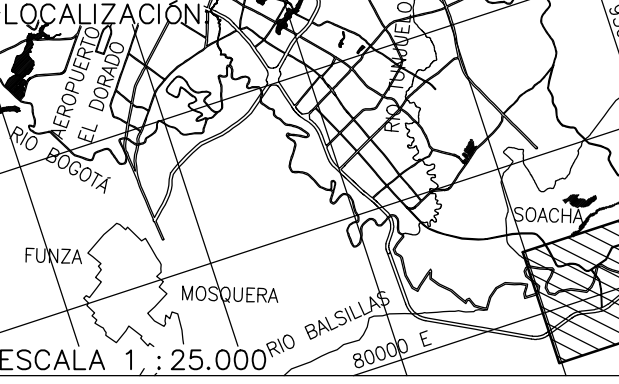 LOCALIZACIÓN:
AEROPUERTO
EL DORADO
RIO TUNJUELO
RIO BOGOTÁ
SOACHA
FUNZA
MOSQUERA
RIO BALSILLAS
80000 E
ESCALA 1 : 25.000